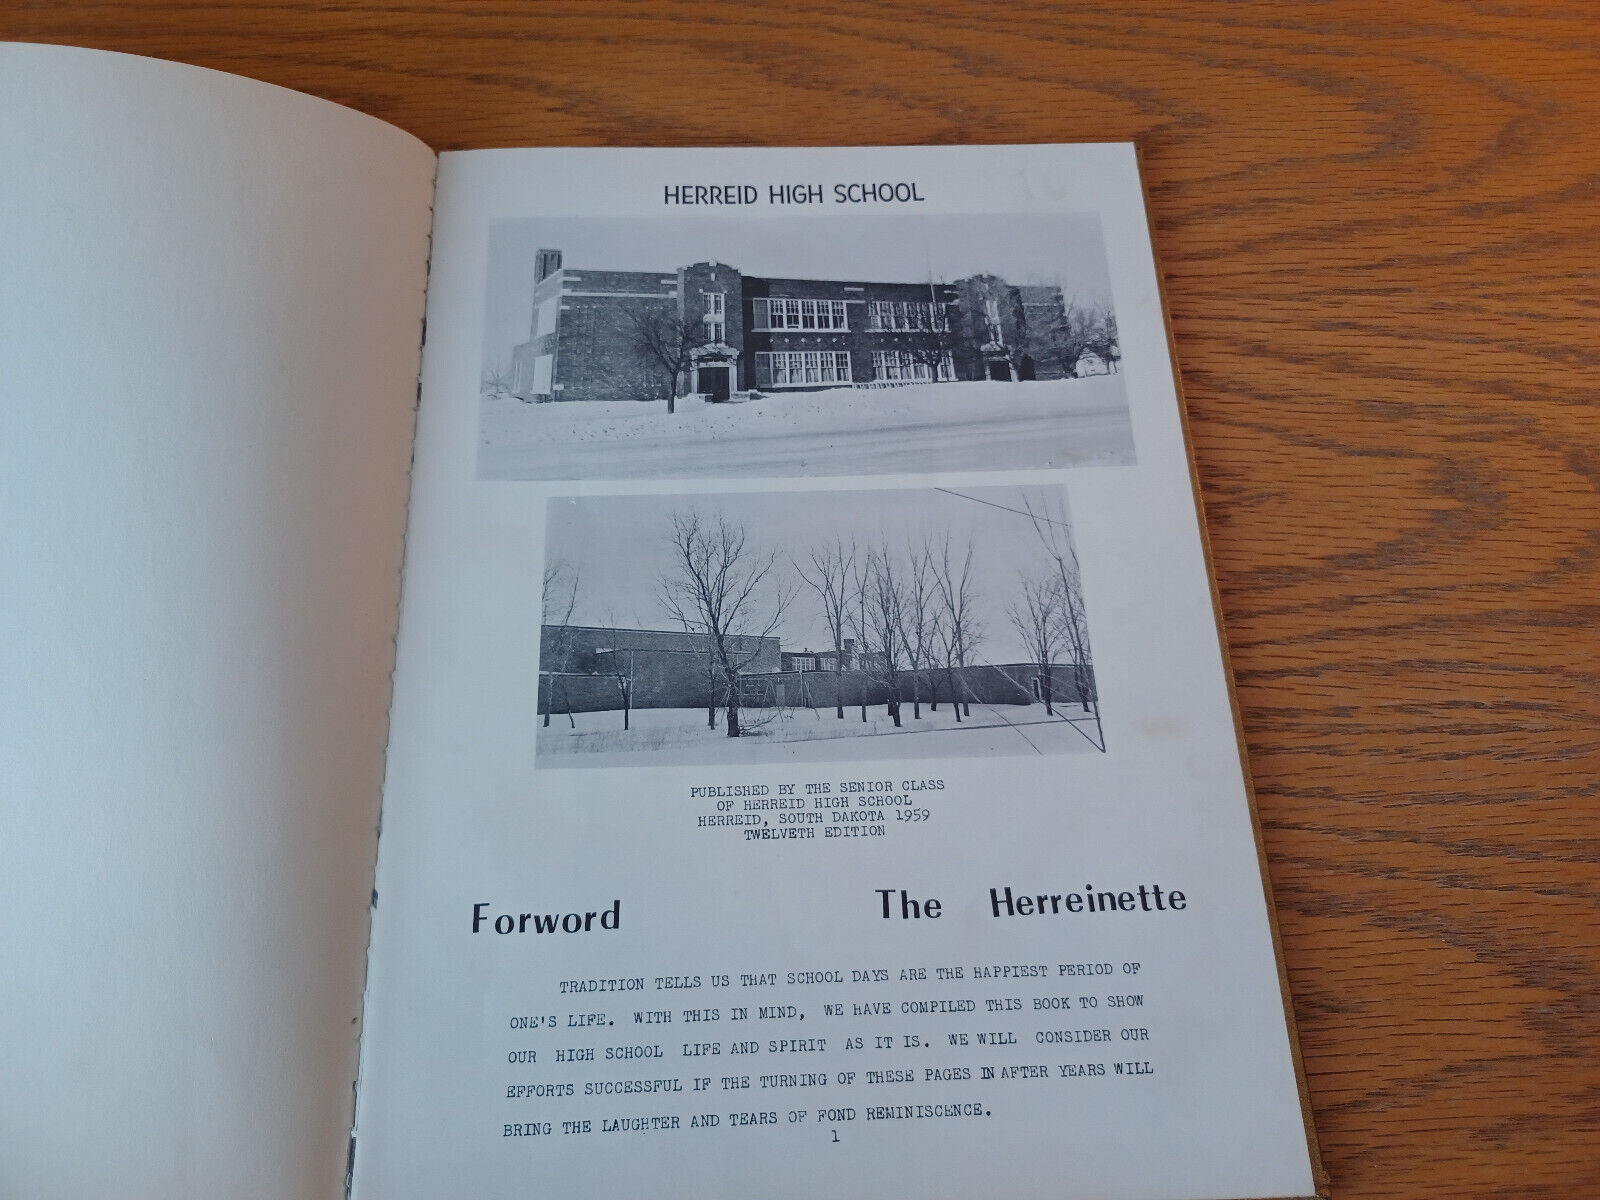 HERREID HIGH SCHOOL
PUBLISHED BY THE SENIOR CLASS
OF HERREID HIGH SCHOOL
HERREID, SOUTH DAKOTA 1959
TWELVETH EDITION
Forword The Herreinette
TRADITION TELLS US THAT SCHOOL DAYS ARE THE HAPPIEST PERIOD OF
ONE'S LIFE. WITH THIS IN MIND, WE HAVE COMPILED THIS BOOK TO SHOW
OUR HIGH SCHOOL LIFE AND SPIRIT AS IT IS. WE WILL CONSIDER OUR
EFFORTS SUCCESSFUL IF THE TURNING OF THESE PAGES IN AFTER YEARS WILL
BRING THE LAUGHTER AND TEARS OF FOND REMINISCENCE.
1